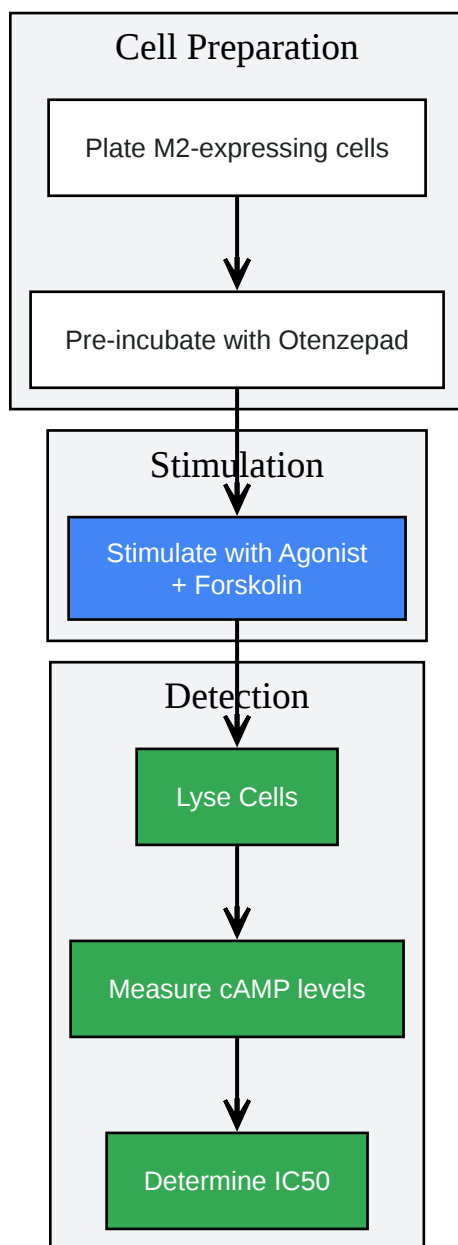 Cell Preparation
Plate M2-expressing cells
Pre-incubate with Otenzepad
Stimulation
Stimulate with Agonist
+ Forskolin
Detection
Lyse Cells
Measure cAMP levels
Determine IC50